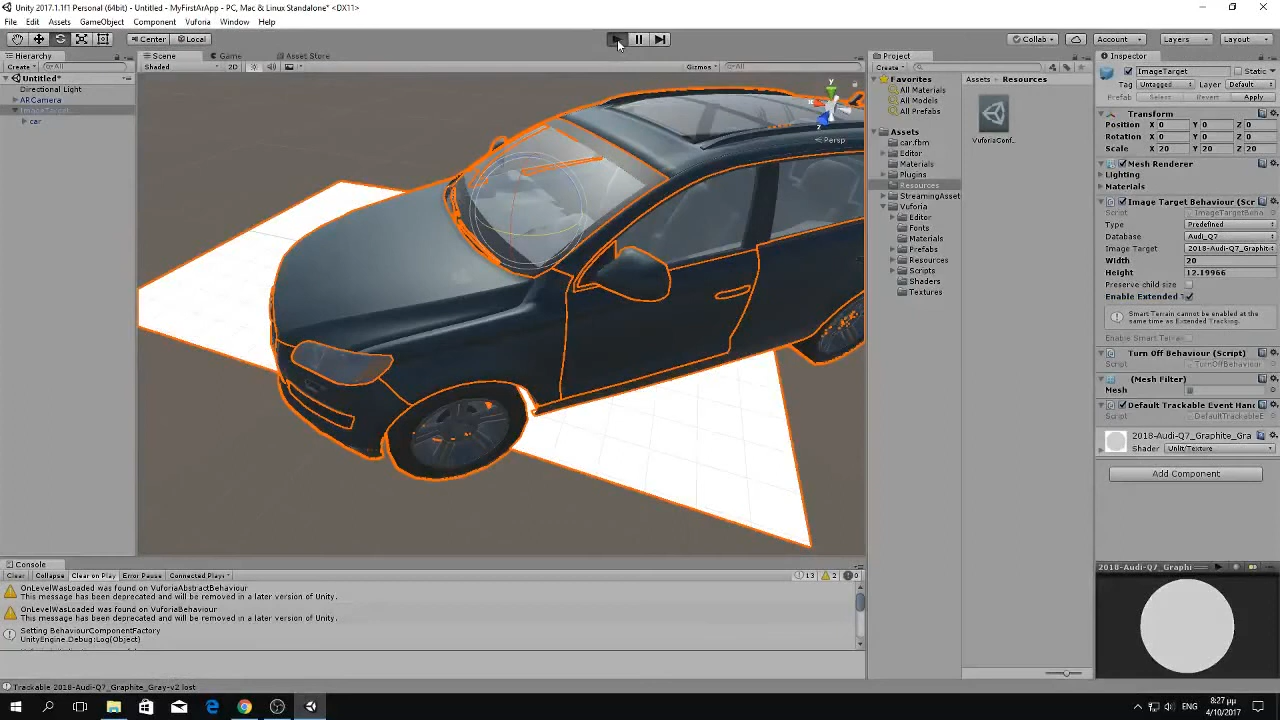 Unity 2017.1.1f1 Personal (64bit) - Untitled - MyFirstArApp - PC, Mac & Linux Standalone* <DX11>
File Edit Assets GameObject Component Vuforia Window Help
Center Local Collab Account Layers Layout
Hierarchy
Create All
Untitled*
Directional Light
ARCamera
ImageTarget
car
Scene Game Asset Store
Shaded 2D Gizmos All
y
x
z
Persp
Project
Create
Favorites
All Materials
All Models
All Prefabs
Assets
car.fbm
Editor
Materials
Plugins
Resources
StreamingAsset
Vuforia
Editor
Fonts
Materials
Prefabs
Resources
Scripts
Shaders
Textures
Assets Resources
VuforiaConf...
Inspector
ImageTarget Static
Tag Untagged Layer Default
Prefab Select Revert Apply
Transform
Position X 0 Y 0 Z 0
Rotation X 0 Y 0 Z 0
Scale X 20 Y 20 Z 20
Mesh Renderer
Lighting
Materials
Image Target Behaviour (Scr
Script ImageTargetBeha
Type Predefined
Database Audi_Q7
Image Target 2018-Audi-Q7_Graphite
Width 20
Height 12.19966
Preserve child size
Enable Extended T
Smart Terrain cannot be enabled at the
same time as Extended Tracking.
Enable Smart Terrain
Turn Off Behaviour (Script)
Script TurnOffBehaviour
(Mesh Filter)
Mesh
Default Trackable Event Hand
Script DefaultTrackableE
2018-Audi-Q7_Graphite_Gra
Shader Unlit/Texture
Add Component
2018-Audi-Q7_Graphi
Console
Clear Collapse Clear on Play Error Pause Connected Playe 13 2 0
OnLevelWasLoaded was found on VuforiaAbstractBehaviour
This message has been deprecated and will be removed in a later version of Unity.
OnLevelWasLoaded was found on VuforiaBehaviour
This message has been deprecated and will be removed in a later version of Unity.
Setting BehaviourComponentFactory
UnityEngine.Debug:Log(Object)
Trackable 2018-Audi-Q7_Graphite_Gray-v2 lost
ENG 8:27 μμ
4/10/2017